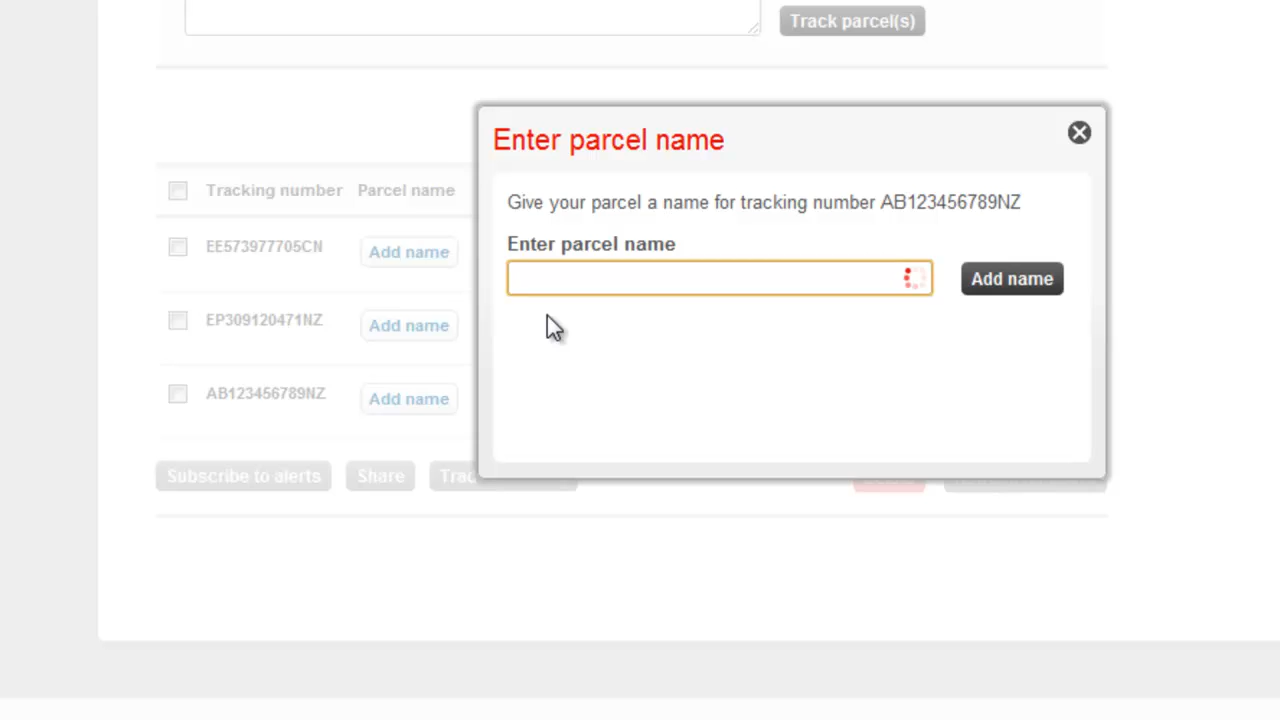 Track parcel(s)
Enter parcel name
Give your parcel a name for tracking number AB123456789NZ
Enter parcel name
Add name
Tracking number Parcel name
EE573977705CN Add name
EP309120471NZ Add name
AB123456789NZ Add name
Subscribe to alerts Share